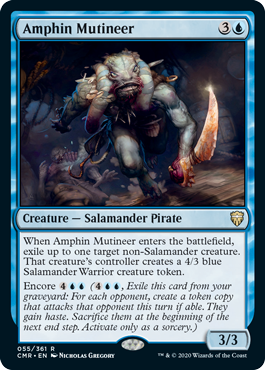 Amphin Mutineer 3
Creature — Salamander Pirate
When Amphin Mutineer enters the battlefield,
exile up to one target non-Salamander creature.
That creature's controller creates a 4/3 blue
Salamander Warrior creature token.
Encore 4 (4, Exile this card from your
graveyard: For each opponent, create a token copy
that attacks that opponent this turn if able. They
gain haste. Sacrifice them at the beginning of the
next end step. Activate only as a sorcery.)
3/3
055/361 R
CMR • EN NICHOLAS GREGORY
™ & © 2020 Wizards of the Coast